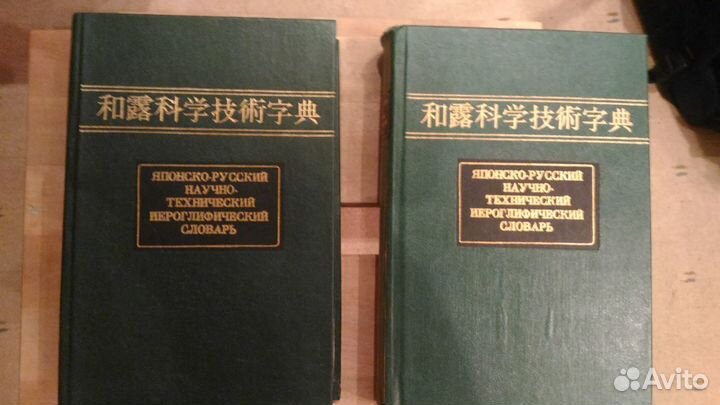 和露科学技術字典
ЯПОНСКО-РУССКИЙ
НАУЧНО-
ТЕХНИЧЕСКИЙ
ИЕРОГЛИФИЧЕСКИЙ
СЛОВАРЬ
和露科学技術字典
ЯПОНСКО-РУССКИЙ
НАУЧНО-
ТЕХНИЧЕСКИЙ
ИЕРОГЛИФИЧЕСКИЙ
СЛОВАРЬ
Avito